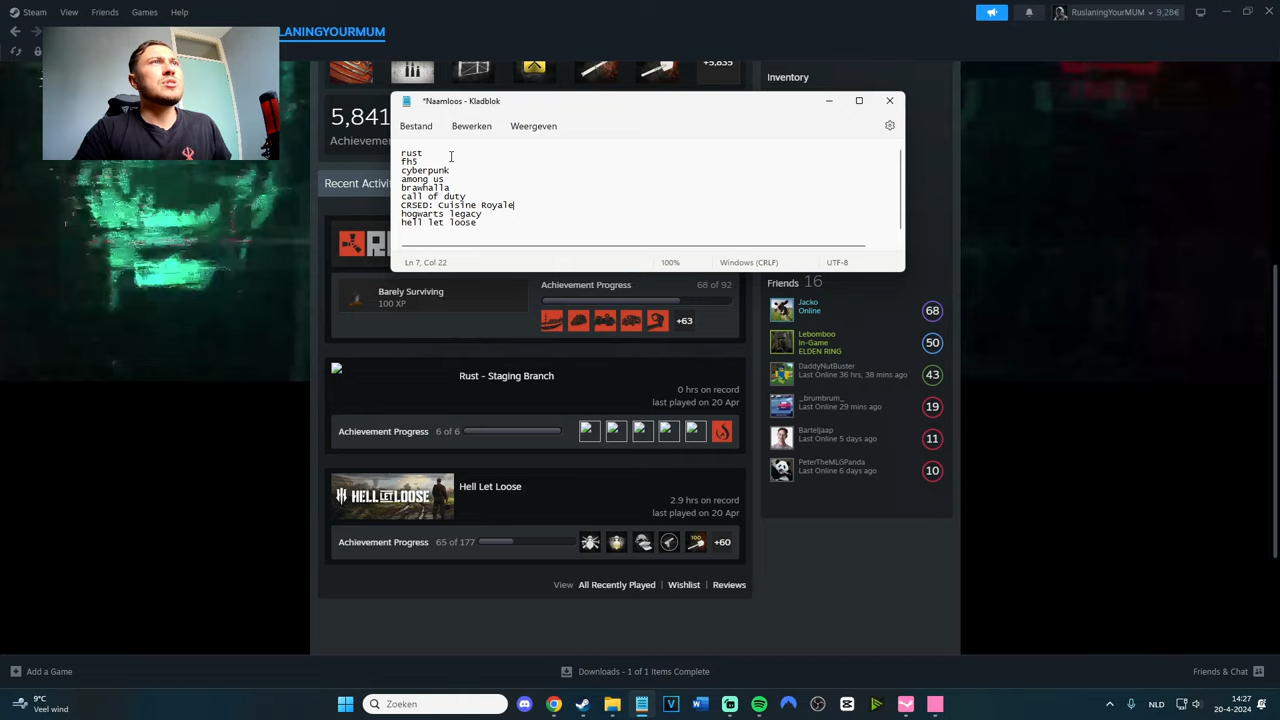 Steam View Friends Games Help
RuslaningYourMUM 9,28€
LANINGYOURMUM
+5,835
Inventory
5,841
Achieveme
*Naamloos - Kladblok
Bestand Bewerken Weergeven
rust
fh5
cyberpunk
among us
brawhalla
call of duty
CRSED: Cuisine Royale
hogwarts legacy
hell let loose
Ln 7, Col 22 100% Windows (CRLF) UTF-8
Recent Activi
Barely Surviving
100 XP
Achievement Progress 68 of 92
+63
Rust - Staging Branch
0 hrs on record
last played on 20 Apr
Achievement Progress 6 of 6
HELL LET LOOSE
Hell Let Loose
2.9 hrs on record
last played on 20 Apr
Achievement Progress 65 of 177
100
+60
View All Recently Played | Wishlist | Reviews
Friends 16
Jacko
Online
68
Lebomboo
In-Game
ELDEN RING
50
DaddyNutBuster
Last Online 36 hrs, 38 mins ago
43
_brumbrum_
Last Online 29 mins ago
19
Barteljaap
Last Online 5 days ago
11
PeterTheMLGPanda
Last Online 6 days ago
10
Add a Game
Downloads - 1 of 1 Items Complete
Friends & Chat
9°C
Veel wind
Zoeken
NLD
14:27
20-4-2024